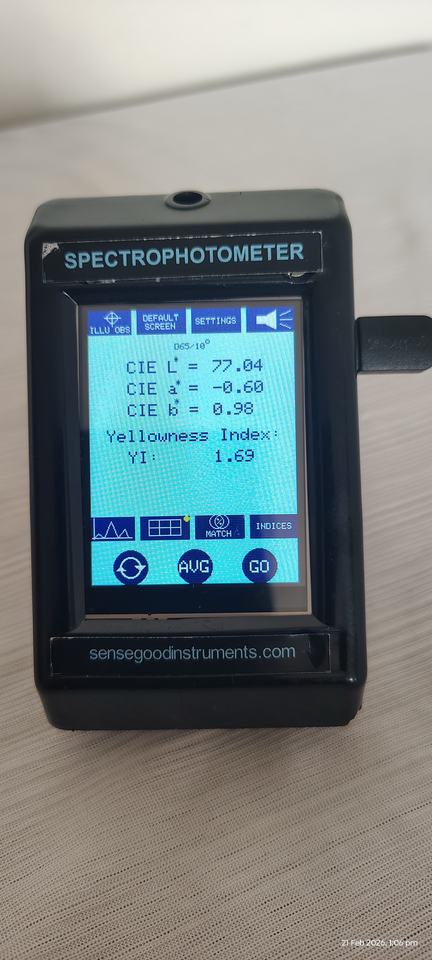 SPECTROPHOTOMETER
ILLU OBS
DEFAULT SCREEN
SETTINGS
D65/10°
CIE L* = 77.04
CIE a* = -0.60
CIE b* = 0.98
Yellowness Index:
YI: 1.69
MATCH
INDICES
AVG
GO
sensegoodinstruments.com
21 Feb 2026, 1:06 pm